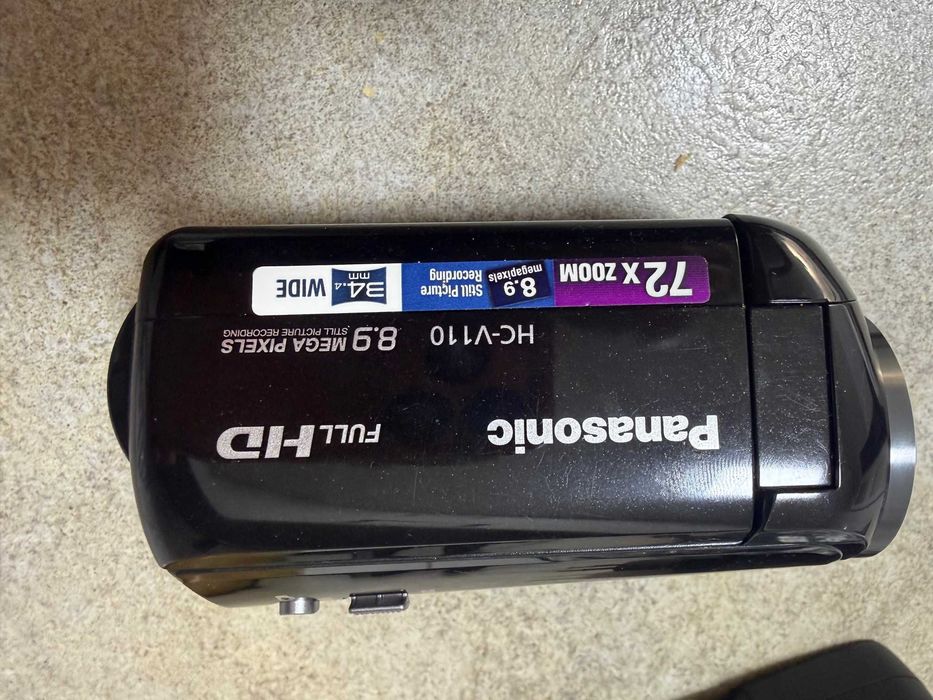 Panasonic
FULL HD
HC-V110
8.9 MEGA PIXELS
STILL PICTURE RECORDING
72X ZOOM
8.9 megapixels
Still Picture
Recording
34.4 mm
WIDE